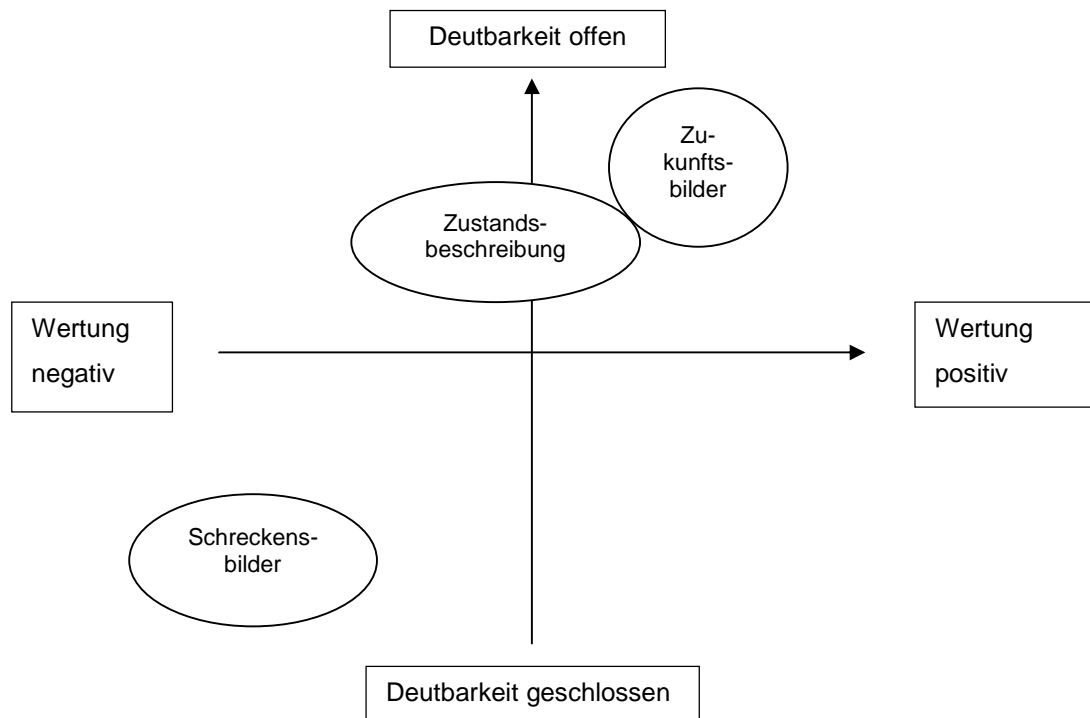 Deutbarkeit offen
Zu-
kunfts-
bilder
Zustands-
beschreibung
Wertung
negativ
Wertung
positiv
Schreckens-
bilder
Deutbarkeit geschlossen